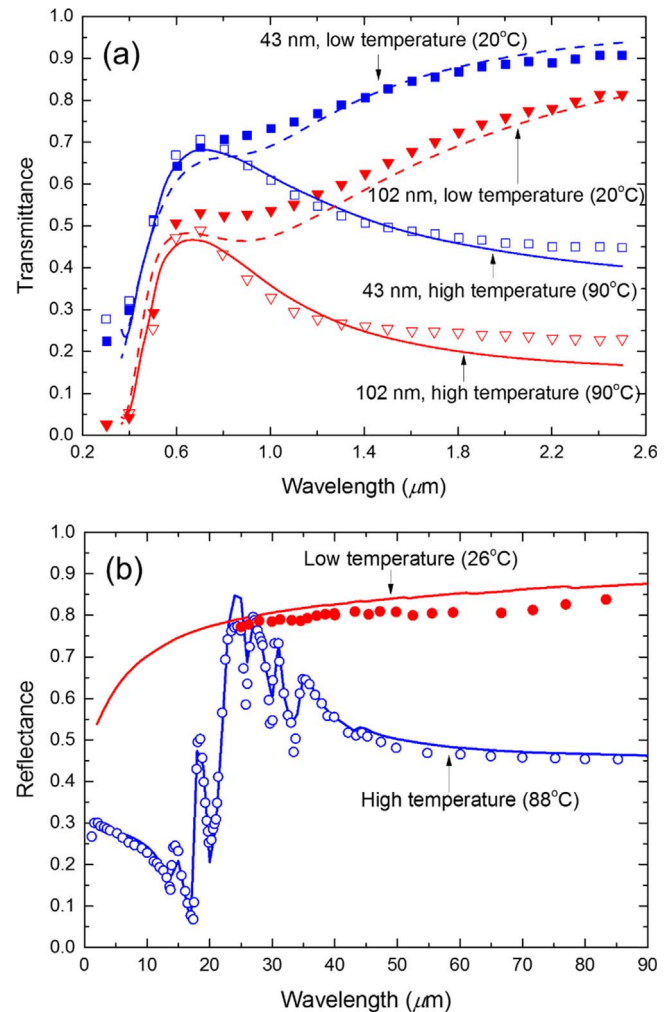 (a)
43 nm, low temperature (20°C)
102 nm, low temperature (20°C)
43 nm, high temperature (90°C)
102 nm, high temperature (90°C)
Transmittance
1.0
0.9
0.8
0.7
0.6
0.5
0.4
0.3
0.2
0.1
0.0
0.2 0.6 1.0 1.4 1.8 2.2 2.6
Wavelength (μm)
(b)
Low temperature (26°C)
High temperature (88°C)
Reflectance
1.0
0.9
0.8
0.7
0.6
0.5
0.4
0.3
0.2
0.1
0.0
0 10 20 30 40 50 60 70 80 90
Wavelength (μm)